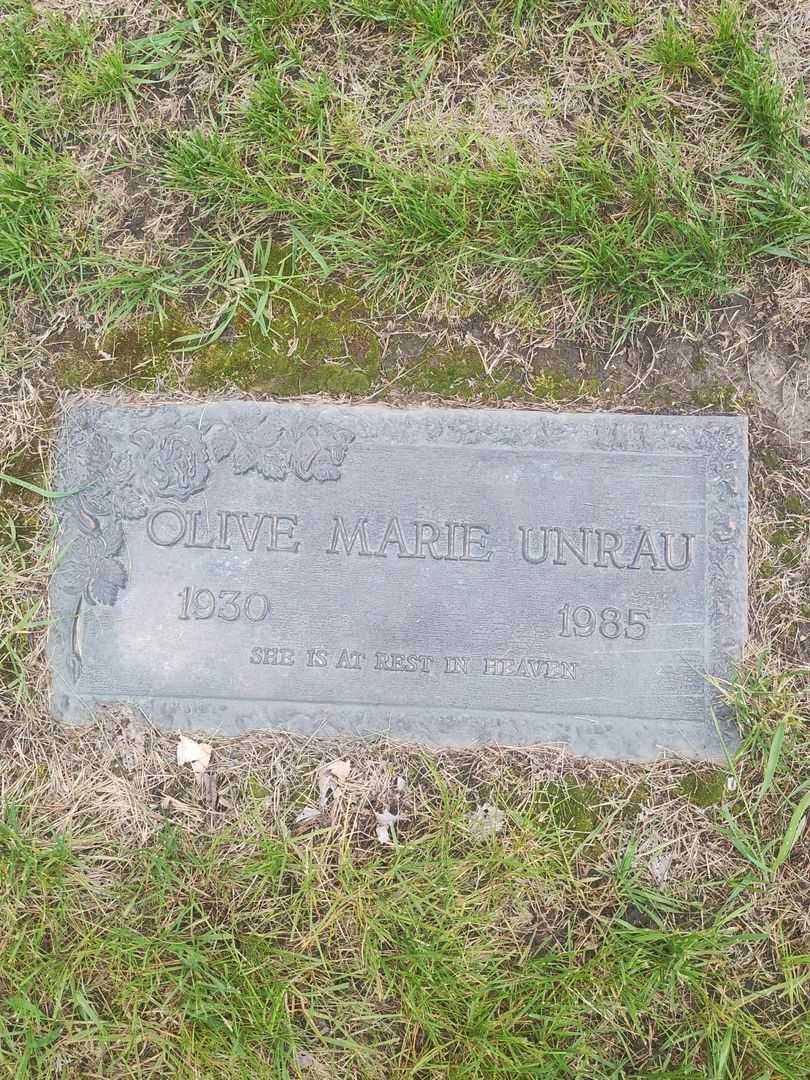 OLIVE MARIE UNRAU
1930 1985
SHE IS AT REST IN HEAVEN